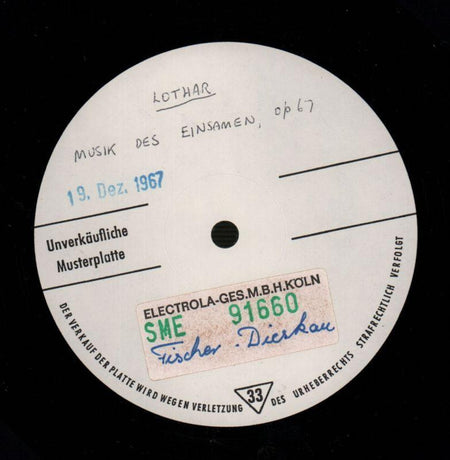 LOTHAR
MUSIK DES EINSAMEN, op 67
19. Dez. 1967
Unverkäufliche
Musterplatte
ELECTROLA-GES.M.B.H.KÖLN
SME 91660
Fischer-Dieskau
DER VERKAUF DER PLATTE WIRD WEGEN VERLETZUNG 33 DES URHEBERRECHTS STRAFRECHTLICH VERFOLGT